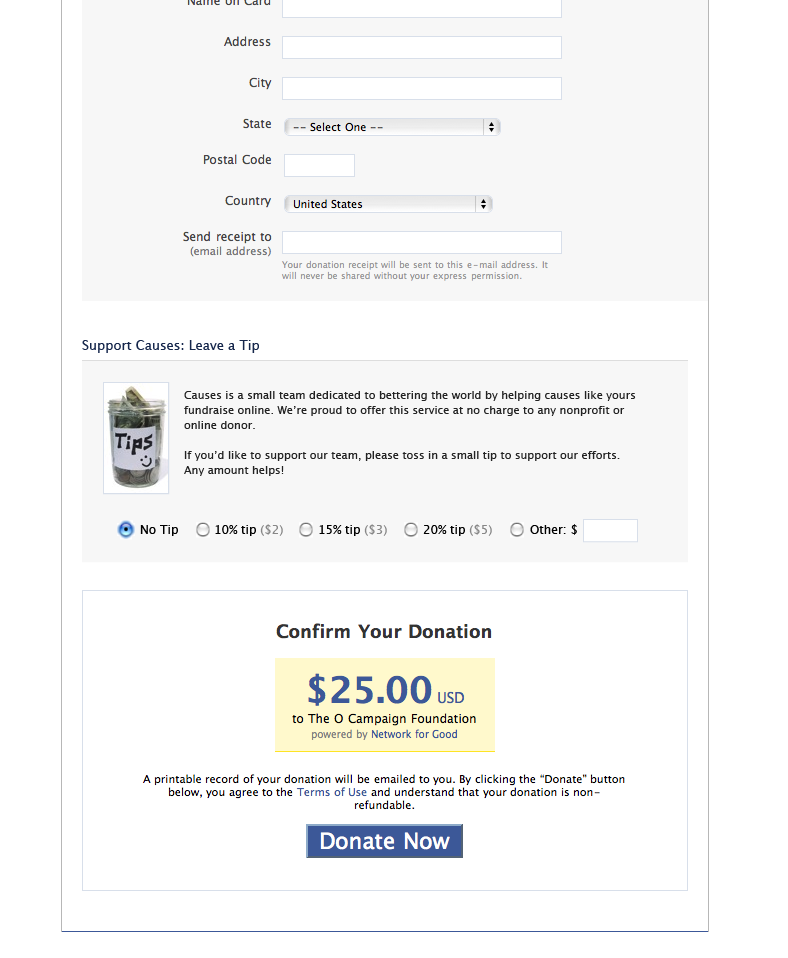 Name on Card
Address
City
State
-- Select One --
Postal Code
Country
United States
Send receipt to
(email address)
Your donation receipt will be sent to this e-mail address. It
will never be shared without your express permission.
Support Causes: Leave a Tip
Tips
Causes is a small team dedicated to bettering the world by helping causes like yours
fundraise online. We're proud to offer this service at no charge to any nonprofit or
online donor.
If you'd like to support our team, please toss in a small tip to support our efforts.
Any amount helps!
No Tip 10% tip ($2) 15% tip ($3) 20% tip ($5) Other: $
Confirm Your Donation
$25.00 USD
to The O Campaign Foundation
powered by Network for Good
A printable record of your donation will be emailed to you. By clicking the "Donate" button
below, you agree to the Terms of Use and understand that your donation is non-
refundable.
Donate Now